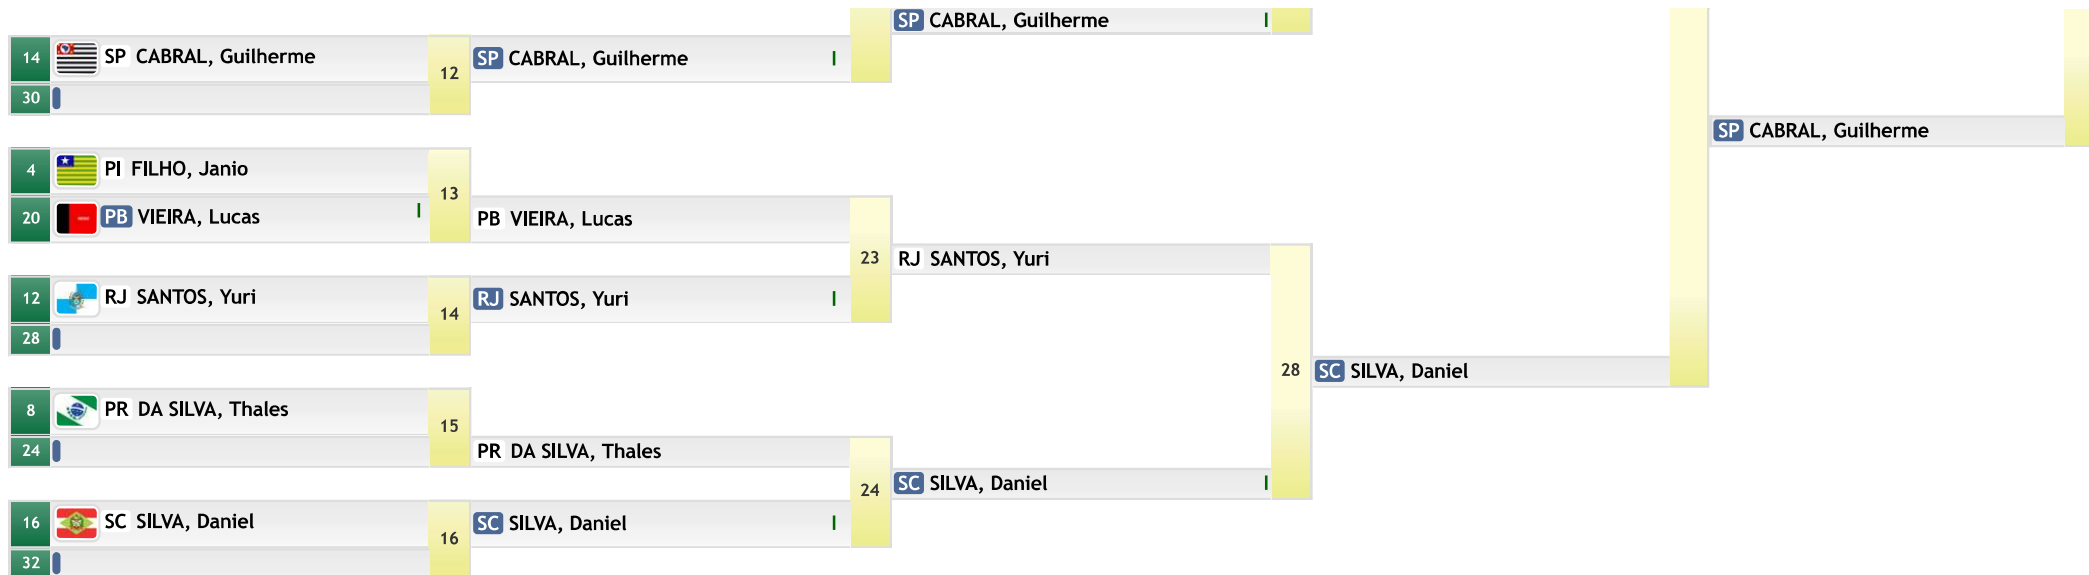 SP CABRAL, Guilherme I
14 SP CABRAL, Guilherme
12
SP CABRAL, Guilherme I
30
SP CABRAL, Guilherme
4 PI FILHO, Janio
13
20 PB VIEIRA, Lucas I
PB VIEIRA, Lucas
23
RJ SANTOS, Yuri
12 RJ SANTOS, Yuri
14
RJ SANTOS, Yuri I
28
28
SC SILVA, Daniel
8 PR DA SILVA, Thales
15
24
PR DA SILVA, Thales
24
SC SILVA, Daniel I
16 SC SILVA, Daniel
16
SC SILVA, Daniel I
32